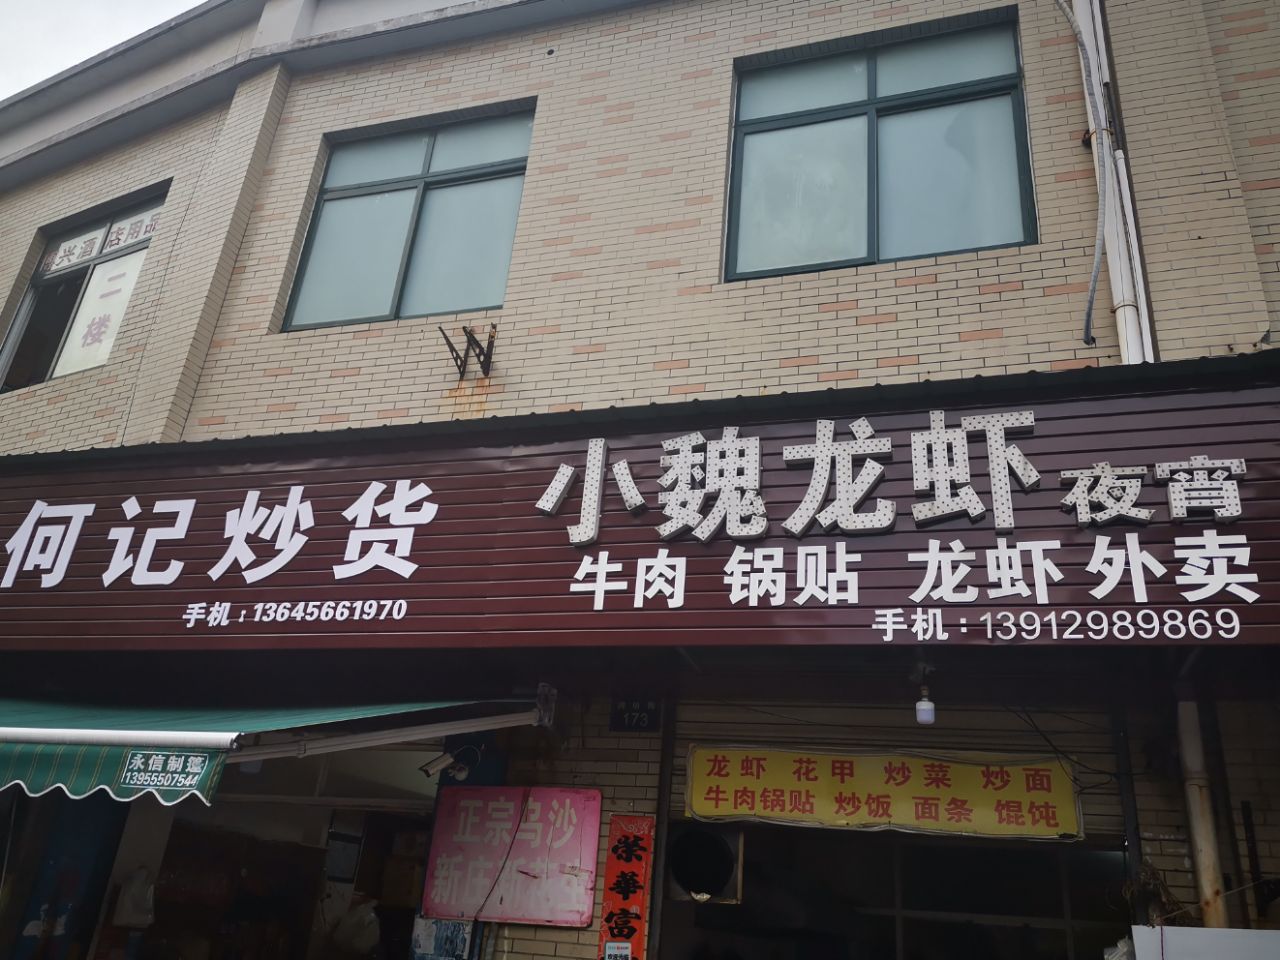 兴酒店用品
二楼
何记炒货
手机:13645661970
小魏龙虾 夜宵
牛肉 锅贴 龙虾外卖
手机:13912989869
173
永信制篷
13955507544
龙虾 花甲 炒菜 炒面
牛肉锅贴 炒饭 面条 馄饨
正宗乌沙
新庄
荣华富